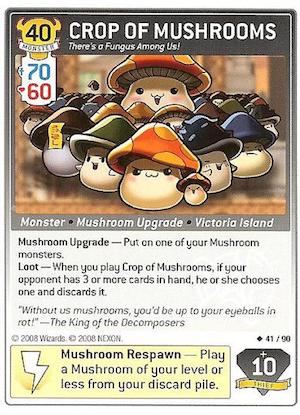 40
MONSTER
CROP OF MUSHROOMS
There's a Fungus Among Us!
70
60
Monster • Mushroom Upgrade • Victoria Island
Mushroom Upgrade — Put on one of your Mushroom
monsters.
Loot — When you play Crop of Mushrooms, if your
opponent has 3 or more cards in hand, he or she chooses
one and discards it.
"Without us mushrooms, you'd be up to your eyeballs in
rot!" —The King of the Decomposers
© 2008 Wizards. © 2008 NEXON.
◆ 41 / 90
Mushroom Respawn — Play
a Mushroom of your level or
less from your discard pile.
+
10
THIEF